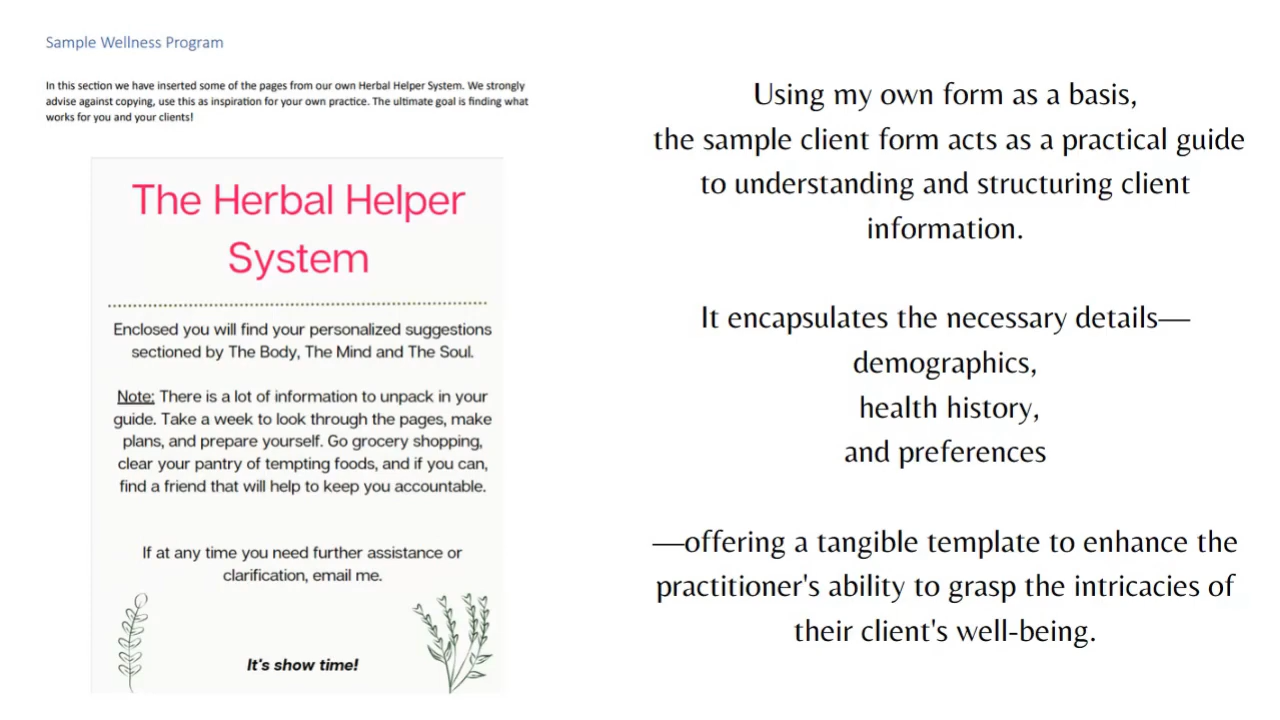 Sample Wellness Program
In this section we have inserted some of the pages from our own Herbal Helper System. We strongly
advise against copying, use this as inspiration for your own practice. The ultimate goal is finding what
works for you and your clients!
The Herbal Helper
System
Enclosed you will find your personalized suggestions
sectioned by The Body, The Mind and The Soul.
Note: There is a lot of information to unpack in your
guide. Take a week to look through the pages, make
plans, and prepare yourself. Go grocery shopping,
clear your pantry of tempting foods, and if you can,
find a friend that will help to keep you accountable.
If at any time you need further assistance or
clarification, email me.
It's show time!
Using my own form as a basis,
the sample client form acts as a practical guide
to understanding and structuring client
information.
It encapsulates the necessary details—
demographics,
health history,
and preferences
—offering a tangible template to enhance the
practitioner's ability to grasp the intricacies of
their client's well-being.